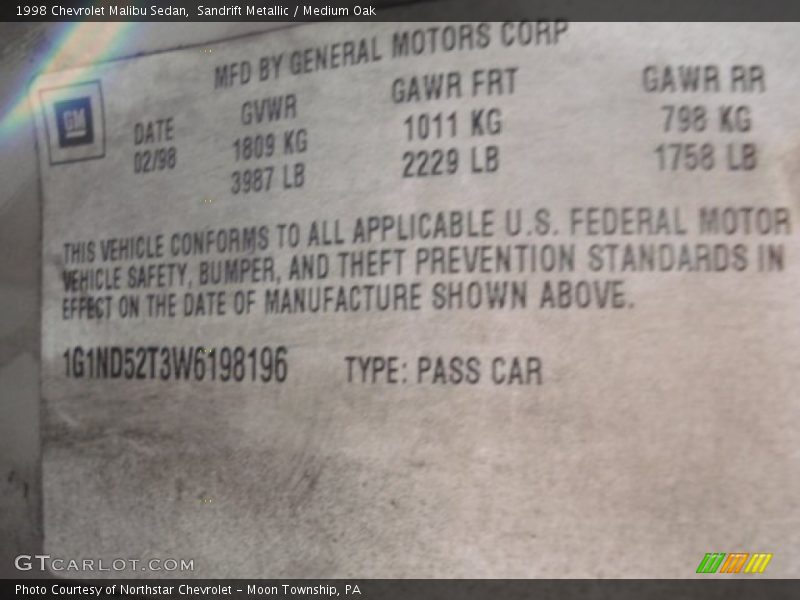 1998 Chevrolet Malibu Sedan, Sandrift Metallic / Medium Oak
MFD BY GENERAL MOTORS CORP
GM
DATE GVWR GAWR FRT GAWR RR
02/98 1809 KG 1011 KG 798 KG
3987 LB 2229 LB 1758 LB
THIS VEHICLE CONFORMS TO ALL APPLICABLE U.S. FEDERAL MOTOR
VEHICLE SAFETY, BUMPER, AND THEFT PREVENTION STANDARDS IN
EFFECT ON THE DATE OF MANUFACTURE SHOWN ABOVE.
1G1ND52T3W6198196 TYPE: PASS CAR
GTCARLOT.COM
Photo Courtesy of Northstar Chevrolet - Moon Township, PA